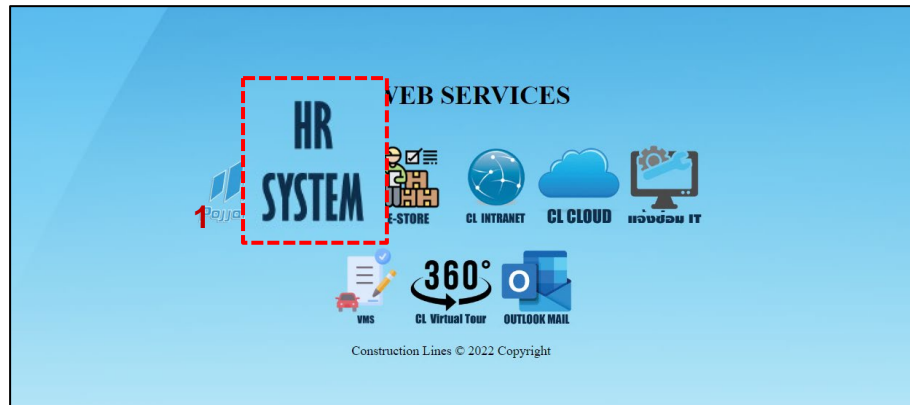 WEB SERVICES
HR
SYSTEM
1
Pojja
E-STORE
CL INTRANET
CL CLOUD
แจ้งซ่อม IT
VMS
360°
CL Virtual Tour
O
OUTLOOK MAIL
Construction Lines © 2022 Copyright